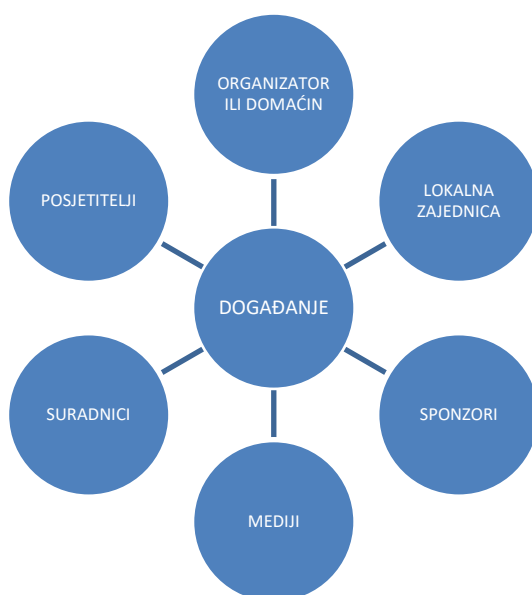 ORGANIZATOR
ILI DOMAĆIN
POSJETITELJI
LOKALNA
ZAJEDNICA
DOGAĐANJE
SURADNICI
SPONZORI
MEDIJI